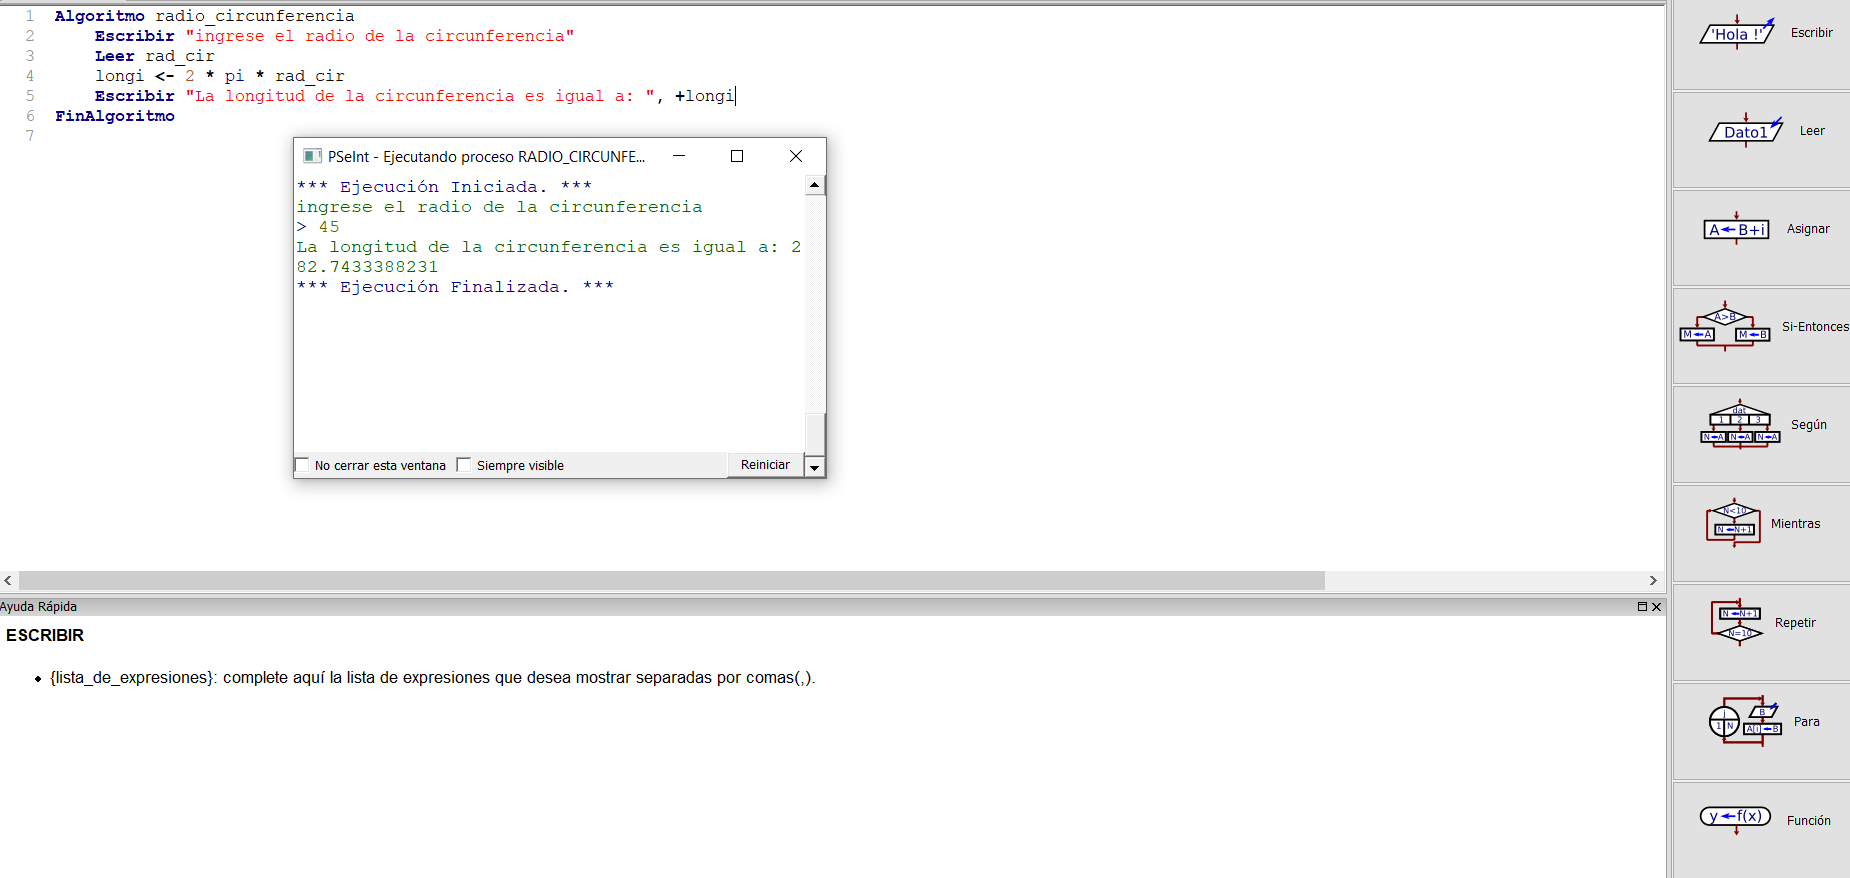 1 Algoritmo radio_circunferencia
2 Escribir "ingrese el radio de la circunferencia"
3 Leer rad_cir
4 longi <- 2 * pi * rad_cir
5 Escribir "La longitud de la circunferencia es igual a: ", +longi
6 FinAlgoritmo
7
PSeInt - Ejecutando proceso RADIO_CIRCUNFE...
*** Ejecución Iniciada. ***
ingrese el radio de la circunferencia
> 45
La longitud de la circunferencia es igual a: 2
82.7433388231
*** Ejecución Finalizada. ***
No cerrar esta ventana Siempre visible Reiniciar
Ayuda Rápida
ESCRIBIR
{lista_de_expresiones}: complete aquí la lista de expresiones que desea mostrar separadas por comas(,).
'Hola !' Escribir
Dato1 Leer
A←B+i Asignar
A>B
M←A M←B
Si-Entonces
dat
1 2 3
N←A N←A N←A
Según
N<10
N←N+1
Mientras
N←N+1
N=10
Repetir
i
1 N
B
A[i]←B
Para
y←f(x) Función